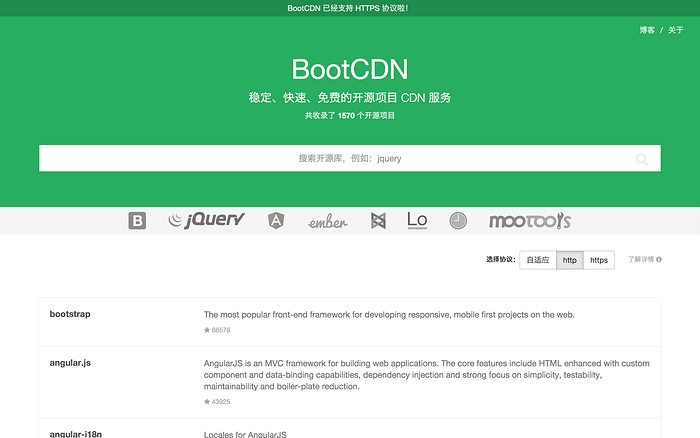 BootCDN 已经支持 HTTPS 协议啦！
博客 / 关于
BootCDN
稳定、快速、免费的开源项目 CDN 服务
共收录了 1570 个开源项目
搜索开源库，例如：jquery
B jQuery A ember Lo mootools
选择协议： 自适应 http https 了解详情
bootstrap
The most popular front-end framework for developing responsive, mobile first projects on the web.
★ 68578
angular.js
AngularJS is an MVC framework for building web applications. The core features include HTML enhanced with custom
component and data-binding capabilities, dependency injection and strong focus on simplicity, testability,
maintainability and boiler-plate reduction.
★ 43925
angular-i18n
Locales for AngularJS